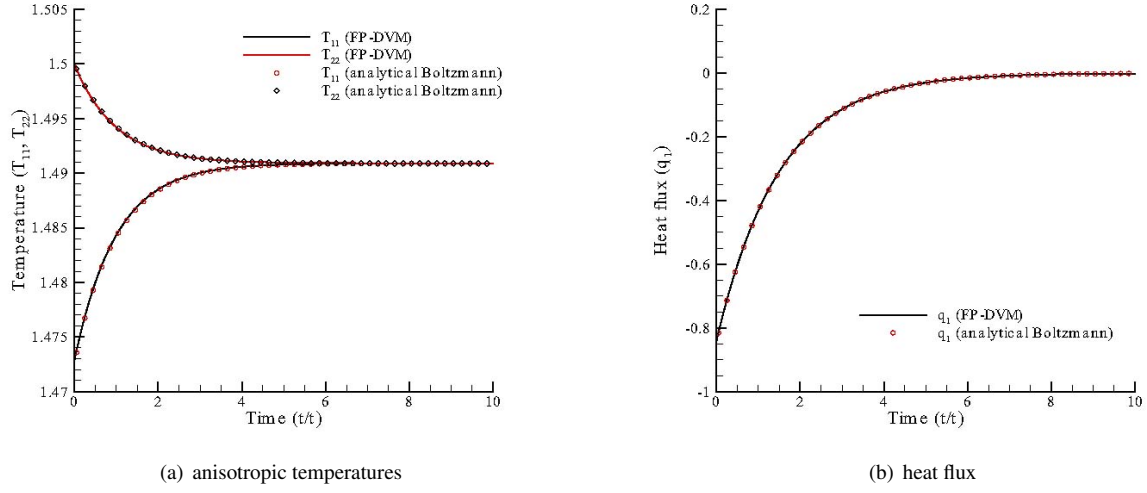 1.505
1.5
1.495
1.49
1.485
1.48
1.475
1.47
Temperature (T₁₁, T₂₂)
T₁₁ (FP-DVM)
T₂₂ (FP-DVM)
T₁₁ (analytical Boltzmann)
T₂₂ (analytical Boltzmann)
0 2 4 6 8 10
Time (t/t)
(a) anisotropic temperatures
0.2
0
-0.2
-0.4
-0.6
-0.8
-1
Heat flux (q₁)
q₁ (FP-DVM)
q₁ (analytical Boltzmann)
0 2 4 6 8 10
Time (t/t)
(b) heat flux